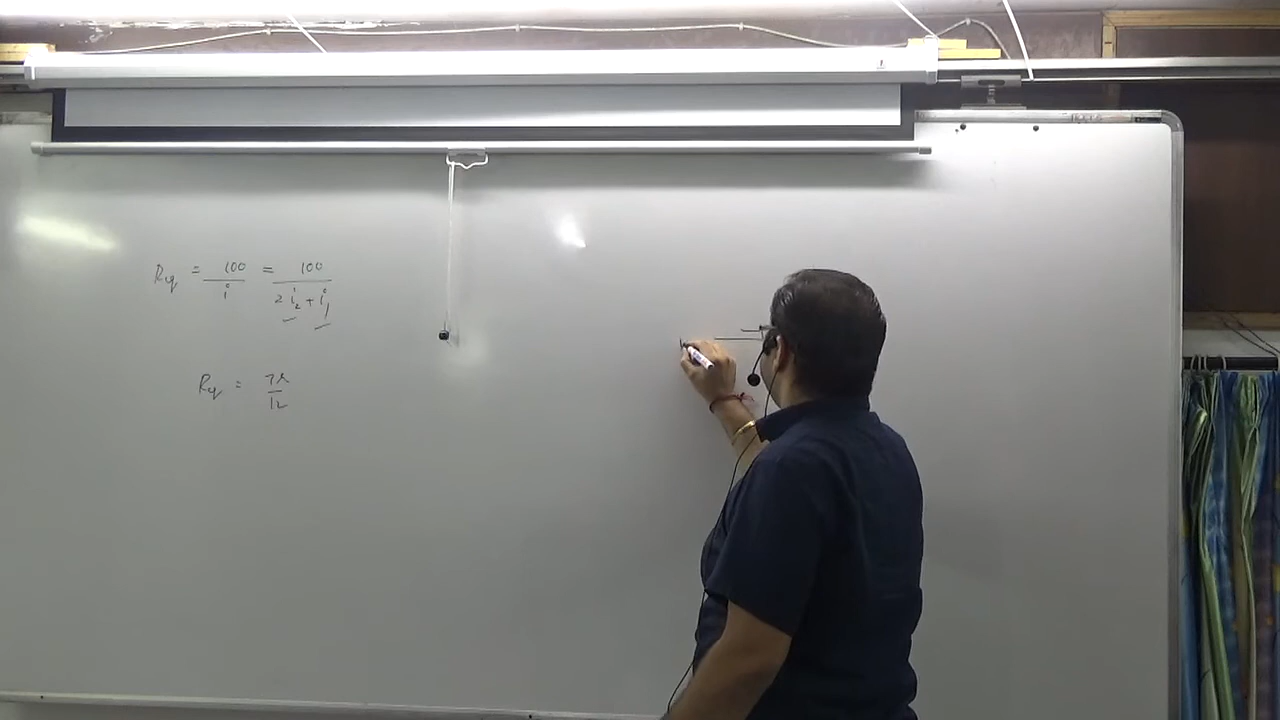 Req = 100/i = 100/(2i₂ + i₁)
Req = 7r/12